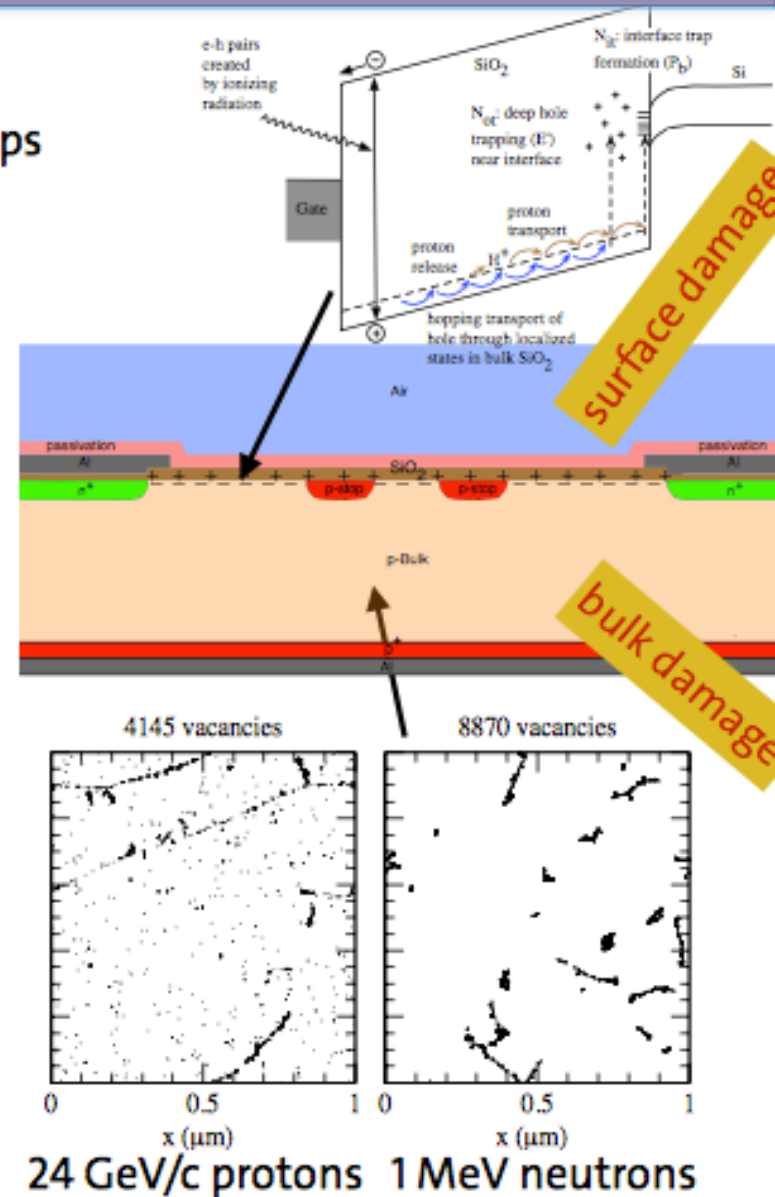 ps
e-h pairs
created
by ionizing
radiation
−
SiO2
Nit: interface trap
formation (Pb)
Si
Not: deep hole
trapping (E')
near interface
Gate
proton
transport
proton
release
H+
+
hopping transport of
hole through localized
states in bulk SiO2
surface damage
Air
passivation
Al
SiO2
passivation
Al
n+
p-stop
p-stop
n+
p-Bulk
bulk damage
Al
4145 vacancies
8870 vacancies
0 0.5 1
0 0.5 1
x (μm)
x (μm)
24 GeV/c protons
1 MeV neutrons